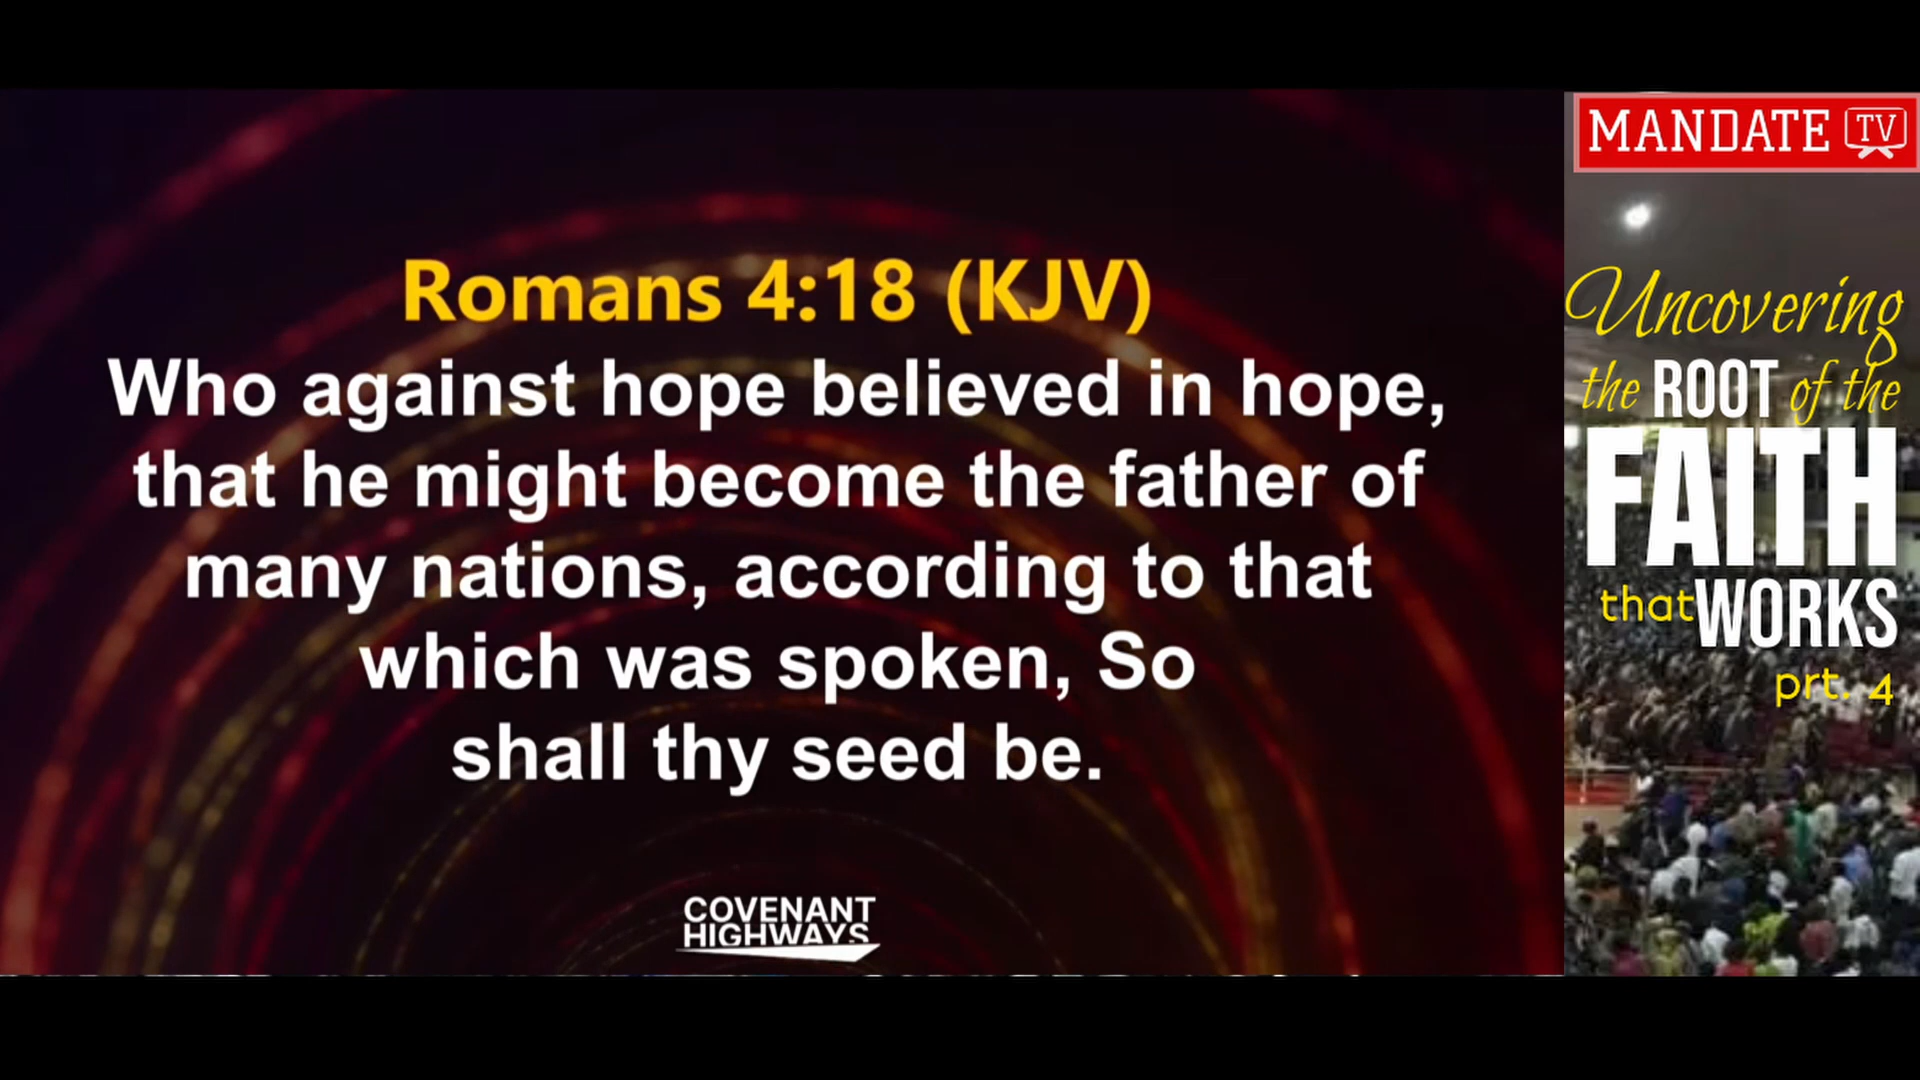 Romans 4:18 (KJV)
Who against hope believed in hope,
that he might become the father of
many nations, according to that
which was spoken, So
shall thy seed be.
COVENANT
HIGHWAYS
MANDATE TV
Uncovering
the ROOT of the
FAITH
that WORKS
prt. 4